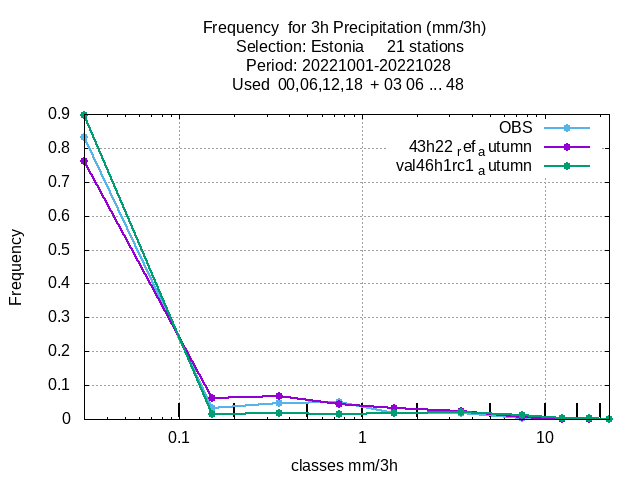 Frequency  for 3h Precipitation (mm/3h)
Selection: Estonia     21 stations
Period: 20221001-20221028
Used  00,06,12,18  + 03 06 ... 48
OBS
43h22 ref a utumn
val46h1rc1 a utumn
Frequency
0.9
0.8
0.7
0.6
0.5
0.4
0.3
0.2
0.1
0
0.1 1 10
classes mm/3h